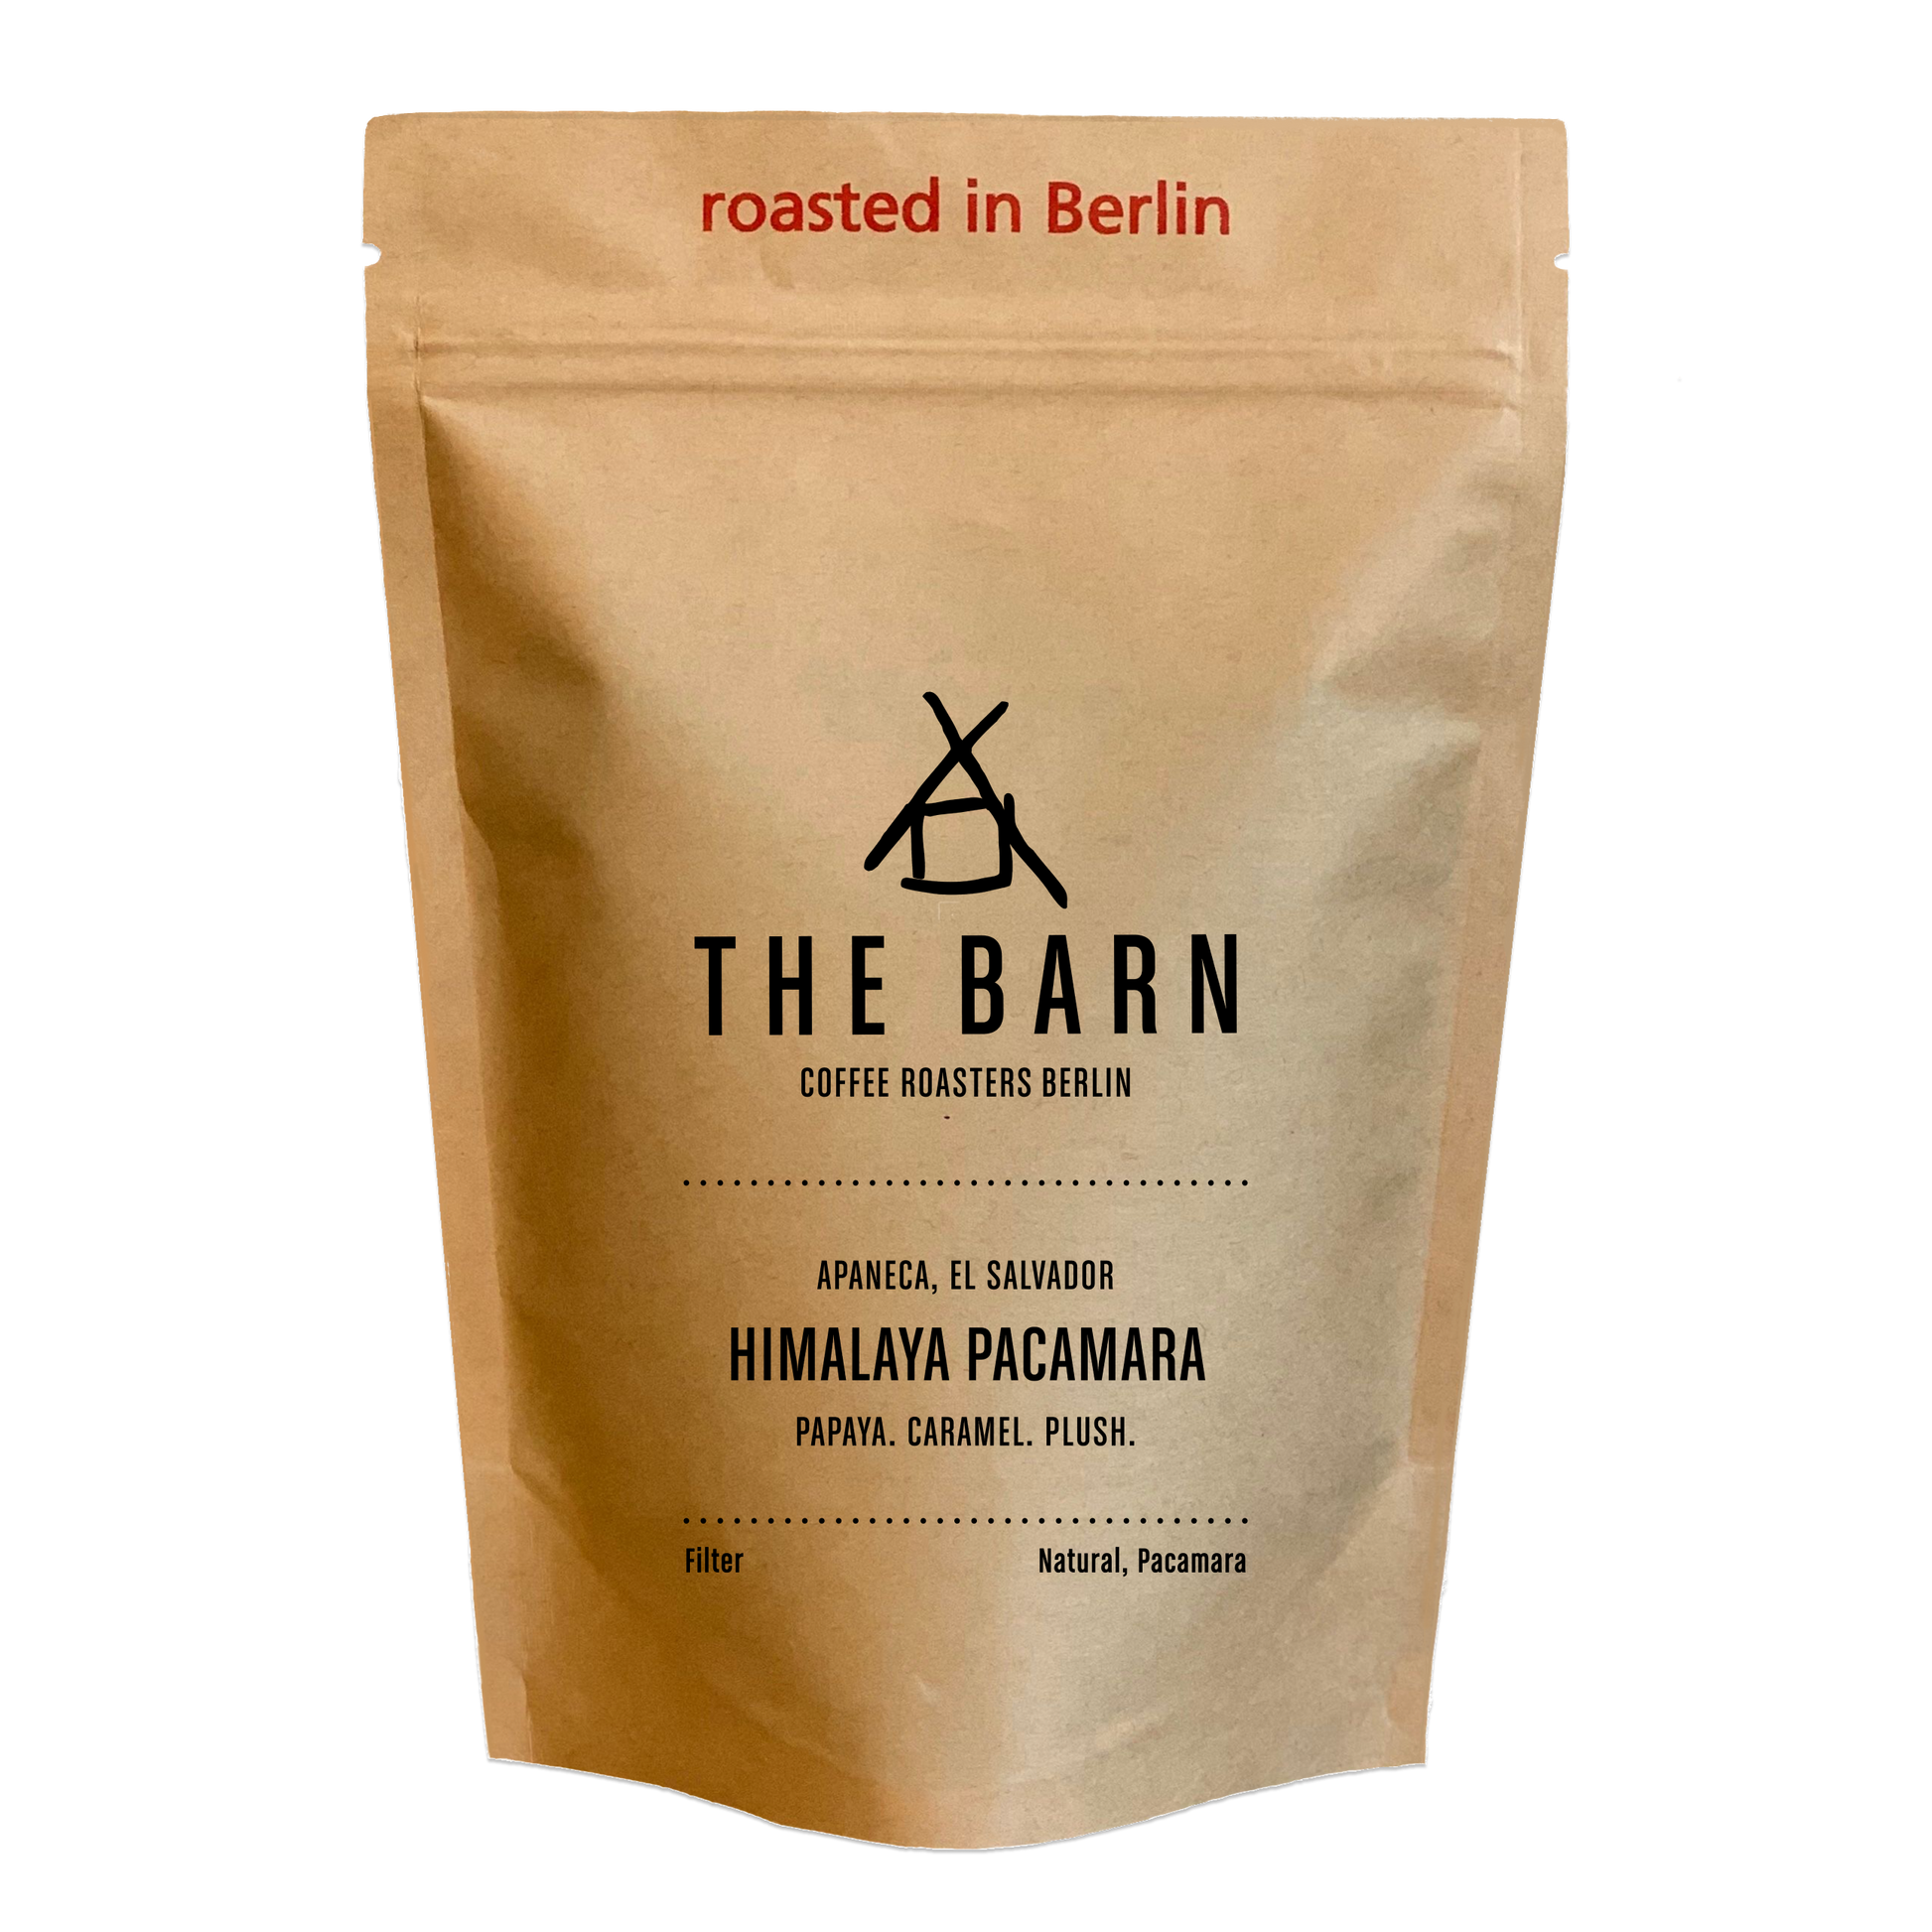 roasted in Berlin
THE BARN
COFFEE ROASTERS BERLIN
APANECA, EL SALVADOR
HIMALAYA PACAMARA
PAPAYA. CARAMEL. PLUSH.
Filter Natural, Pacamara